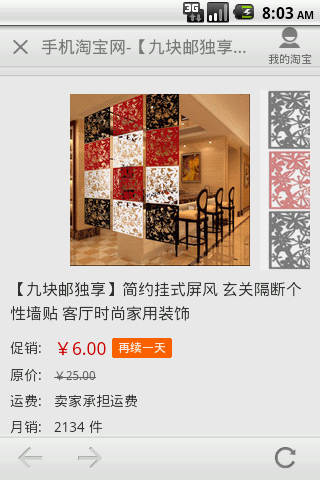 3G
8:03 AM
手机淘宝网-【九块邮独享...
我的淘宝
【九块邮独享】简约挂式屏风 玄关隔断个
性墙贴 客厅时尚家用装饰
促销: ￥6.00 再续一天
原价: ￥25.00
运费: 卖家承担运费
月销: 2134 件